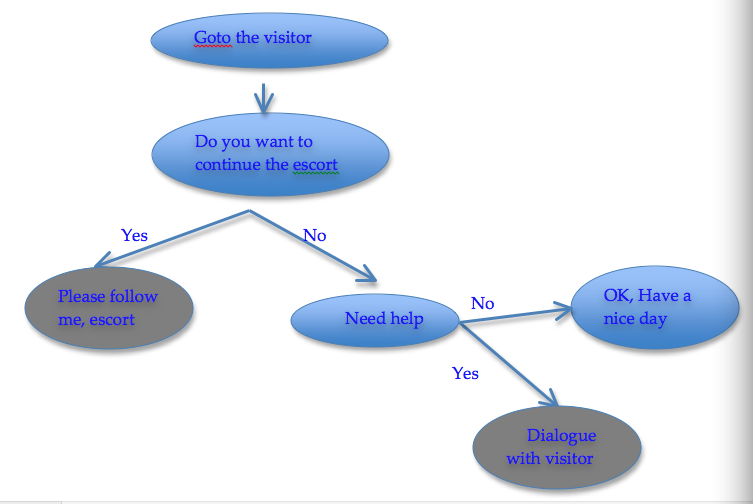 Goto the visitor
Do you want to
continue the escort
Yes
No
Please follow
me, escort
Need help
No
OK, Have a
nice day
Yes
Dialogue
with visitor